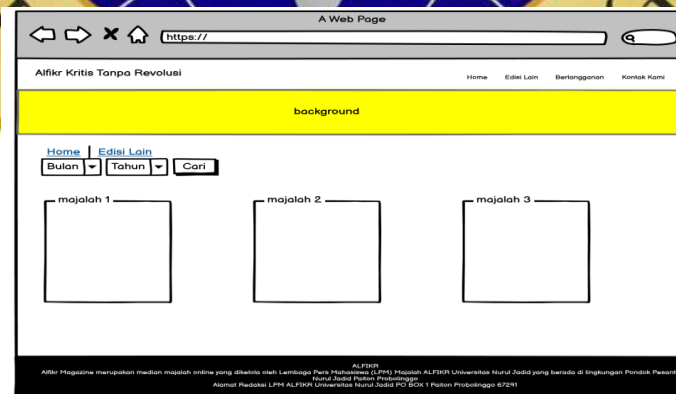 A Web Page
https://
Alfikr Kritis Tanpa Revolusi
Home Edisi Lain Berlangganan Kontak Kami
background
Home Edisi Lain
Bulan Tahun Cari
majalah 1 majalah 2 majalah 3
ALFIKR
Alfikr Magazine merupakan median majalah online yang dikelola oleh Lembaga Pers Mahasiswa (LPM) Majalah ALFIKR Universitas Nurul Jadid yang berada di lingkungan Pondok Pesant
Nurul Jadid Paiton Probolinggo
Alamat Redaksi LPM ALFIKR Universitas Nurul Jadid PO BOX 1 Paiton Probolinggo 67291